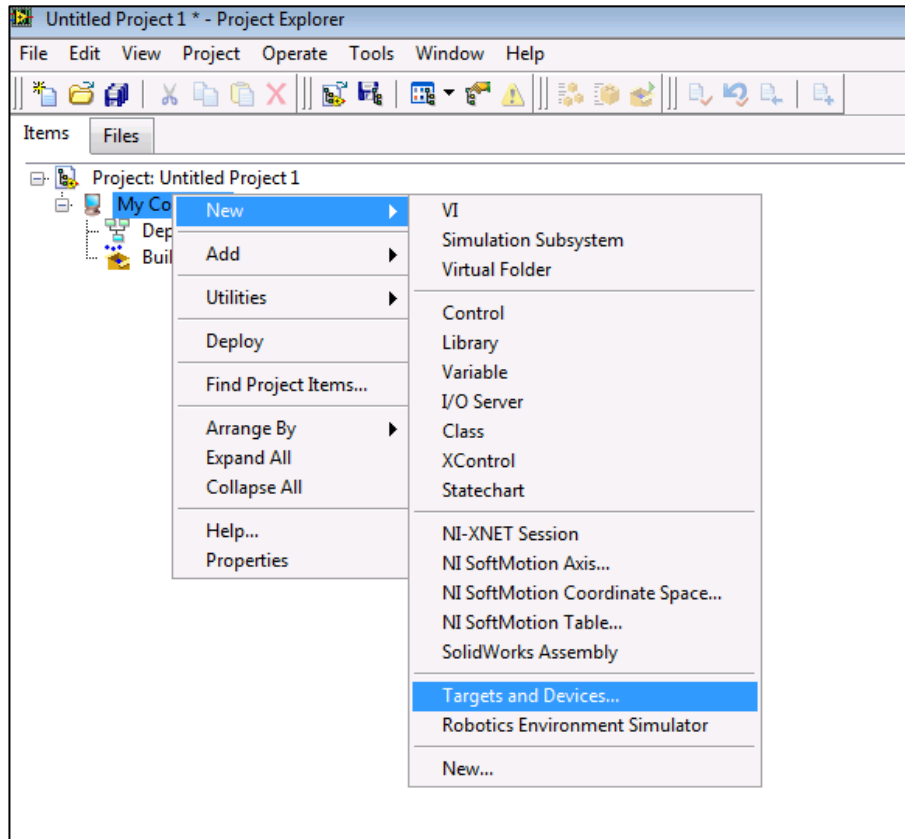 Untitled Project 1 * - Project Explorer
File Edit View Project Operate Tools Window Help
Items Files
Project: Untitled Project 1
My Co
Dep
Buil
New
Add
Utilities
Deploy
Find Project Items...
Arrange By
Expand All
Collapse All
Help...
Properties
VI
Simulation Subsystem
Virtual Folder
Control
Library
Variable
I/O Server
Class
XControl
Statechart
NI-XNET Session
NI SoftMotion Axis...
NI SoftMotion Coordinate Space...
NI SoftMotion Table...
SolidWorks Assembly
Targets and Devices...
Robotics Environment Simulator
New...